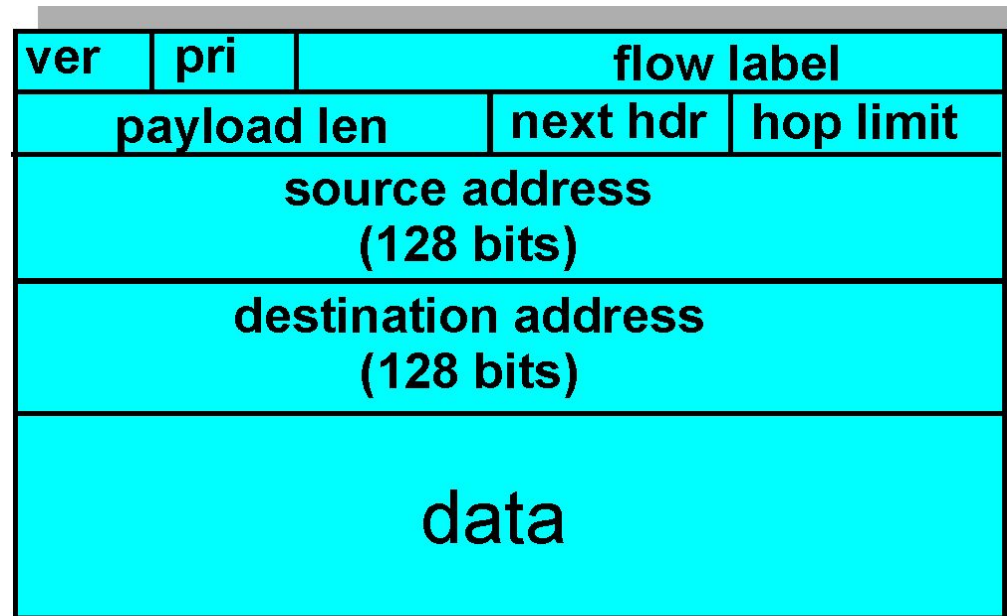 ver pri flow label
payload len next hdr hop limit
source address
(128 bits)
destination address
(128 bits)
data